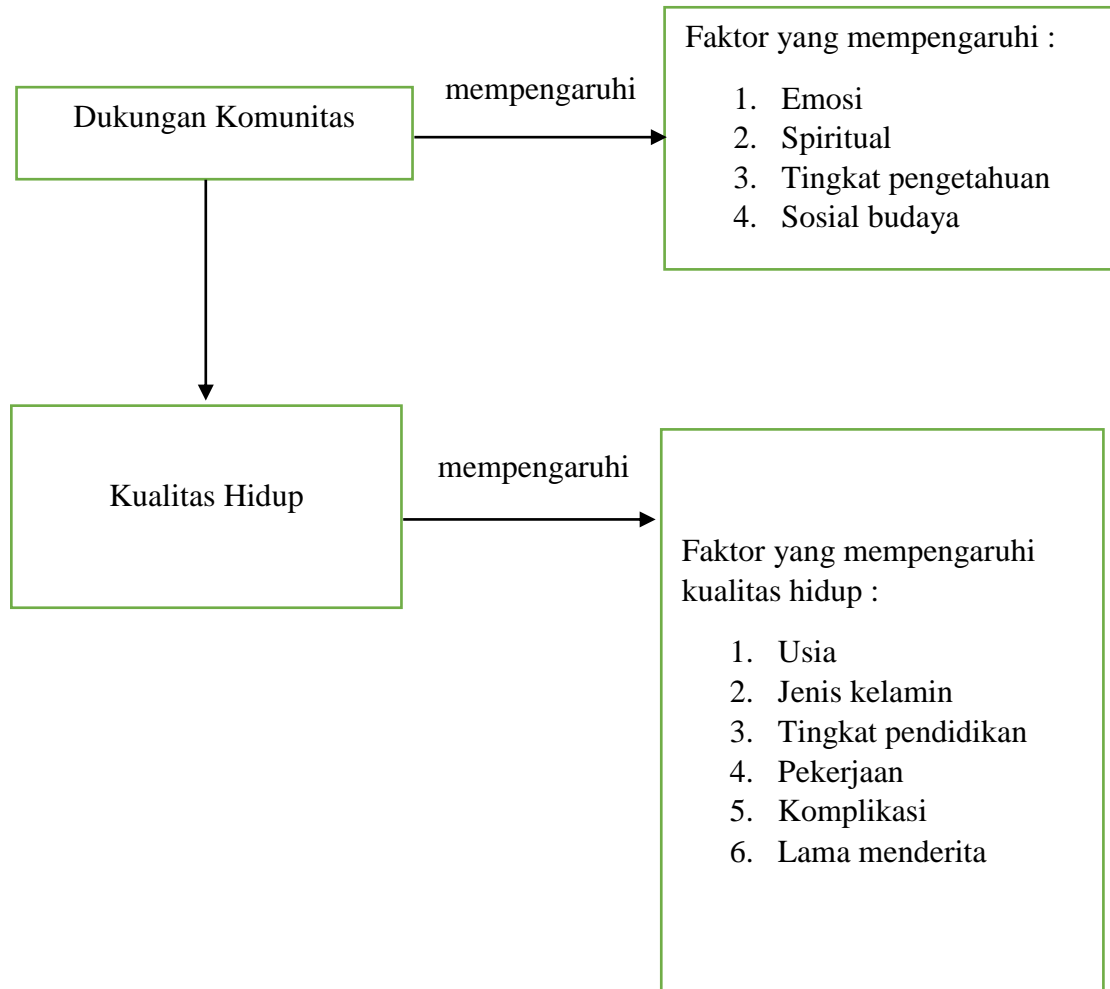 Dukungan Komunitas
mempengaruhi
Faktor yang mempengaruhi :
1. Emosi
2. Spiritual
3. Tingkat pengetahuan
4. Sosial budaya
Kualitas Hidup
mempengaruhi
Faktor yang mempengaruhi
kualitas hidup :
1. Usia
2. Jenis kelamin
3. Tingkat pendidikan
4. Pekerjaan
5. Komplikasi
6. Lama menderita